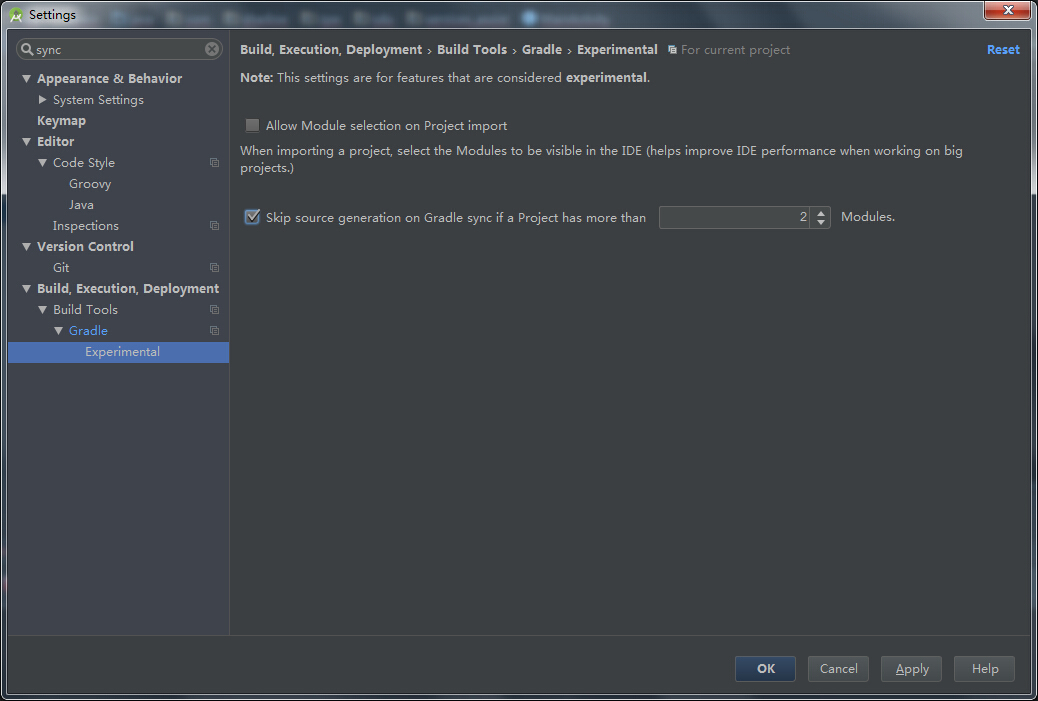 Settings
sync
Appearance & Behavior
System Settings
Keymap
Editor
Code Style
Groovy
Java
Inspections
Version Control
Git
Build, Execution, Deployment
Build Tools
Gradle
Experimental
Build, Execution, Deployment › Build Tools › Gradle › Experimental For current project Reset
Note: This settings are for features that are considered experimental.
Allow Module selection on Project import
When importing a project, select the Modules to be visible in the IDE (helps improve IDE performance when working on big
projects.)
Skip source generation on Gradle sync if a Project has more than 2 Modules.
OK Cancel Apply Help